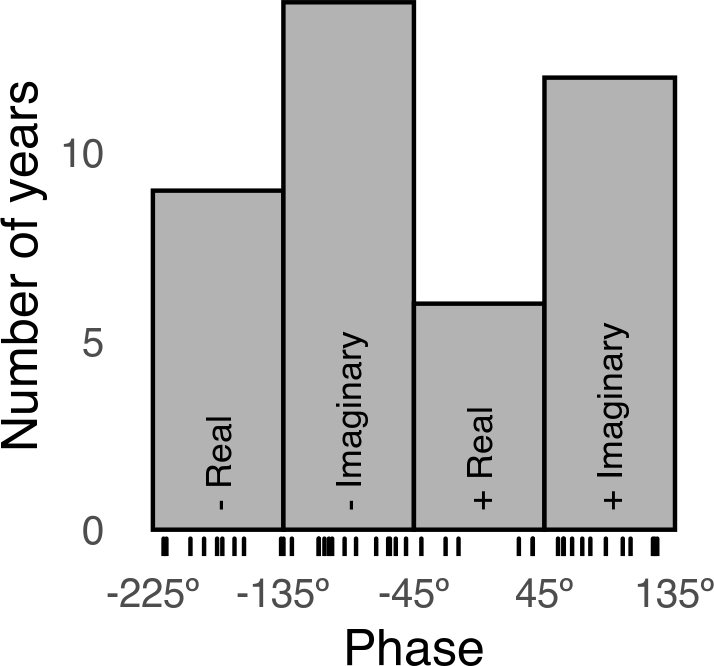 Number of years
10
5
0
- Real
- Imaginary
+ Real
+ Imaginary
-225º -135º -45º 45º 135º
Phase